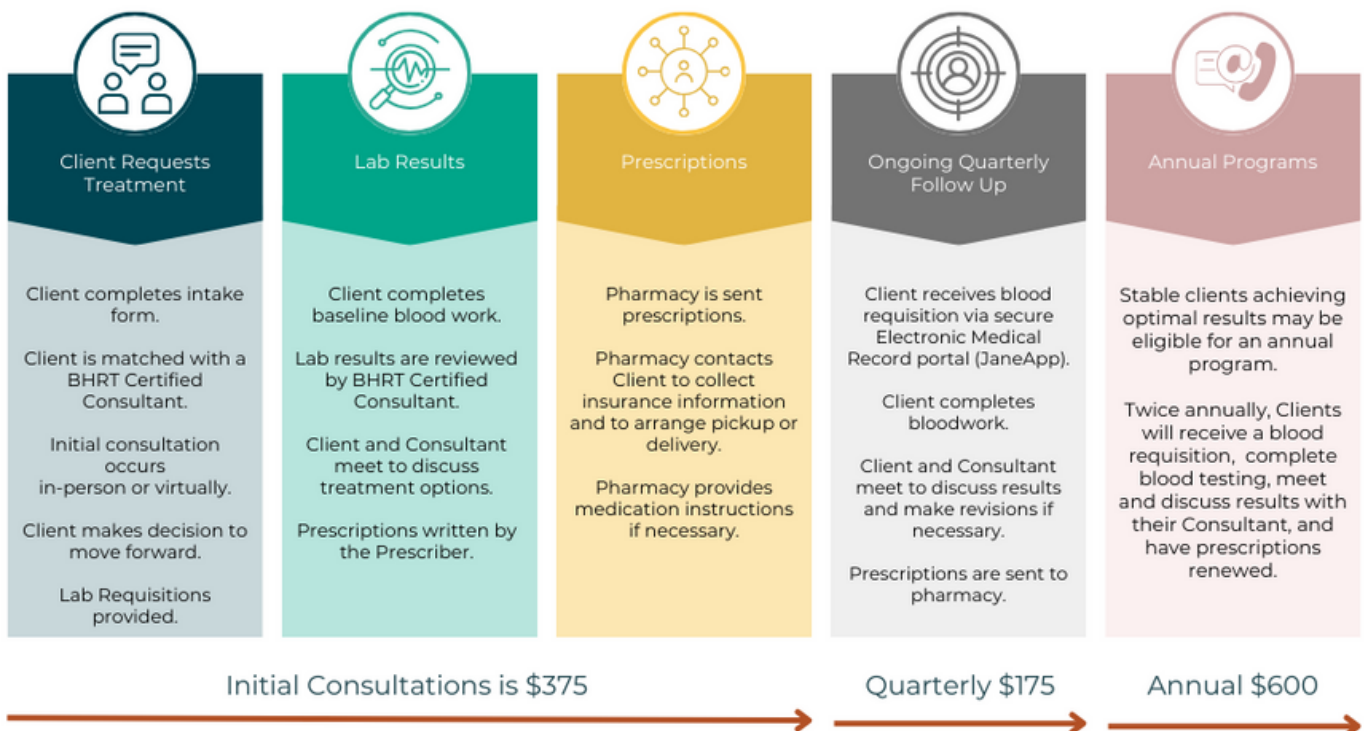 Client Requests
Treatment
Client completes intake
form.
Client is matched with a
BHRT Certified
Consultant.
Initial consultation
occurs
in-person or virtually.
Client makes decision to
move forward.
Lab Requisitions
provided.
Lab Results
Client completes
baseline blood work.
Lab results are reviewed
by BHRT Certified
Consultant.
Client and Consultant
meet to discuss
treatment options.
Prescriptions written by
the Prescriber.
Prescriptions
Pharmacy is sent
prescriptions.
Pharmacy contacts
Client to collect
insurance information
and to arrange pickup or
delivery.
Pharmacy provides
medication instructions
if necessary.
Ongoing Quarterly
Follow Up
Client receives blood
requisition via secure
Electronic Medical
Record portal (JaneApp).
Client completes
bloodwork.
Client and Consultant
meet to discuss results
and make revisions if
necessary.
Prescriptions are sent to
pharmacy.
@
Annual Programs
Stable clients achieving
optimal results may be
eligible for an annual
program.
Twice annually, Clients
will receive a blood
requisition, complete
blood testing, meet
and discuss results with
their Consultant, and
have prescriptions
renewed.
Initial Consultations is $375
Quarterly $175
Annual $600